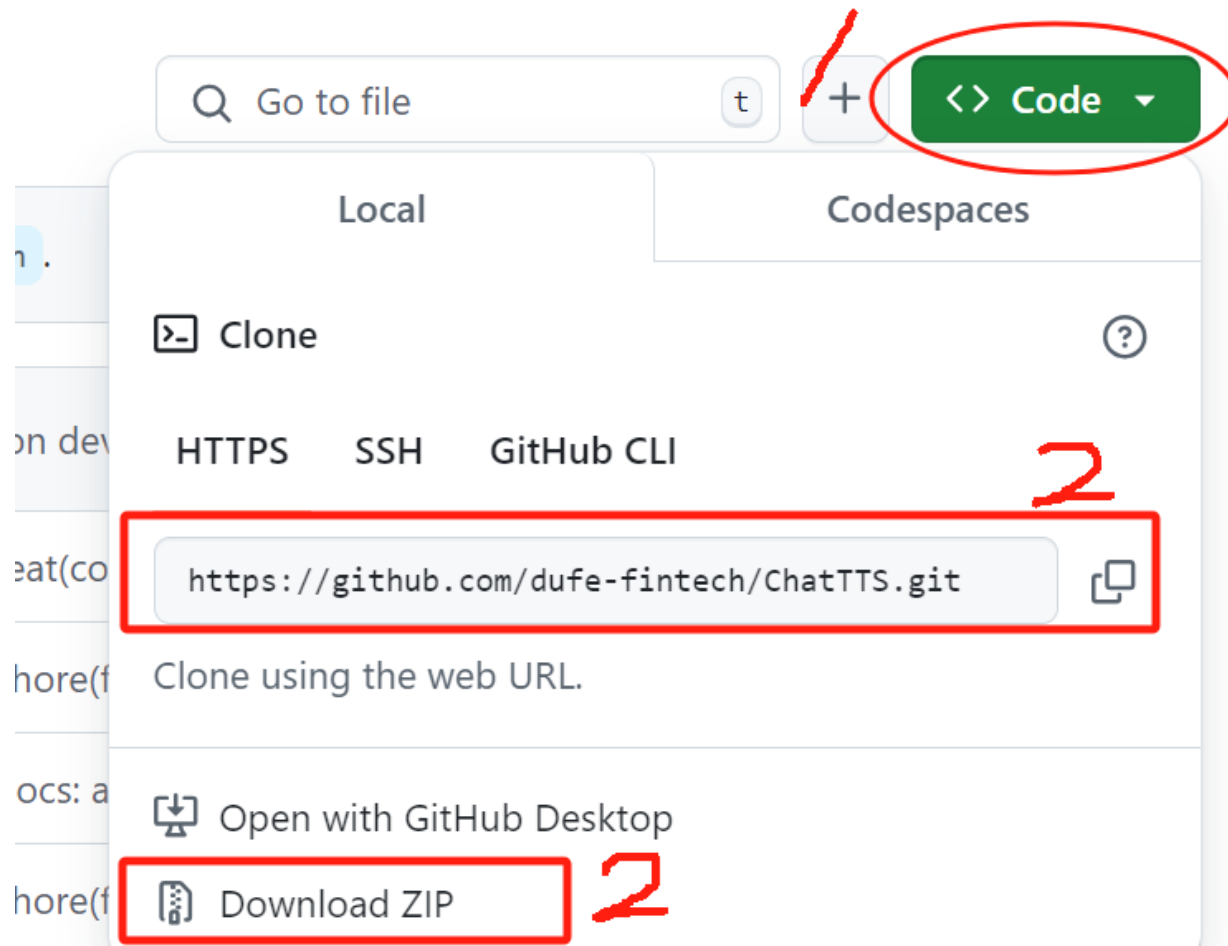 1
Go to file t + <> Code
Local Codespaces
.
Clone
on dev
HTTPS SSH GitHub CLI
2
eat(co
https://github.com/dufe-fintech/ChatTTS.git
hore(f
Clone using the web URL.
ocs: a
Open with GitHub Desktop
hore(f
Download ZIP 2